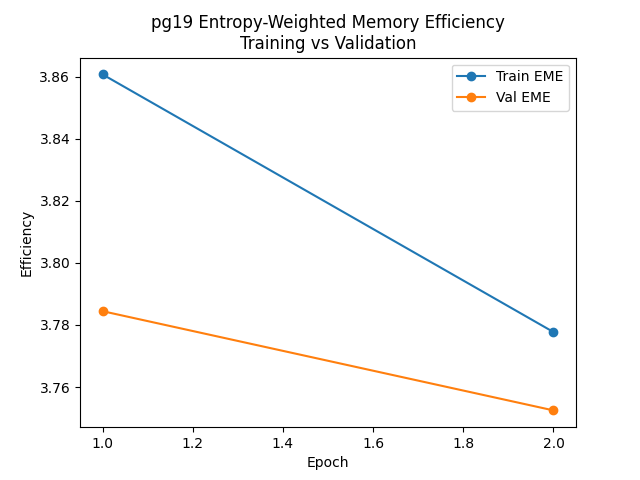 pg19 Entropy-Weighted Memory Efficiency
Training vs Validation
Train EME
Val EME
Efficiency
3.86
3.84
3.82
3.80
3.78
3.76
1.0 1.2 1.4 1.6 1.8 2.0
Epoch